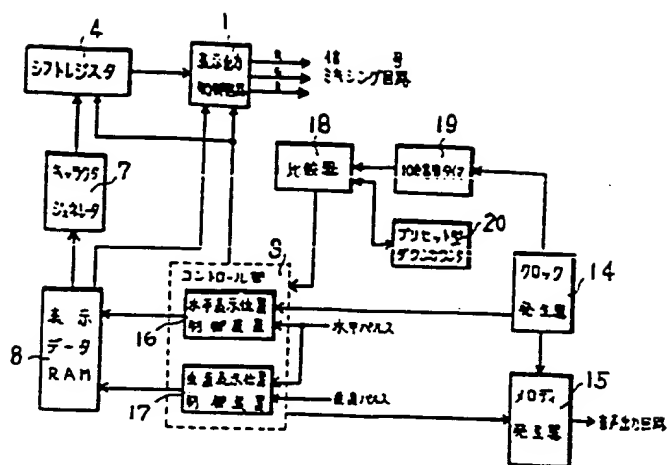 4
シフトレジスタ
1
表示出力
制御回路
R
G
B
信号
ミキシング回路
キャラクタ
ジェネレータ
7
18
比較器
19
10秒タイマ
プリセット型
ダウンカウンタ
20
クロック
発生器
14
コントロール部
9
水平表示位置
制御装置
16
水平パルス
垂直表示位置
制御装置
17
垂直パルス
表示
データ
RAM
8
メロディ
発生器
15
音声出力回路